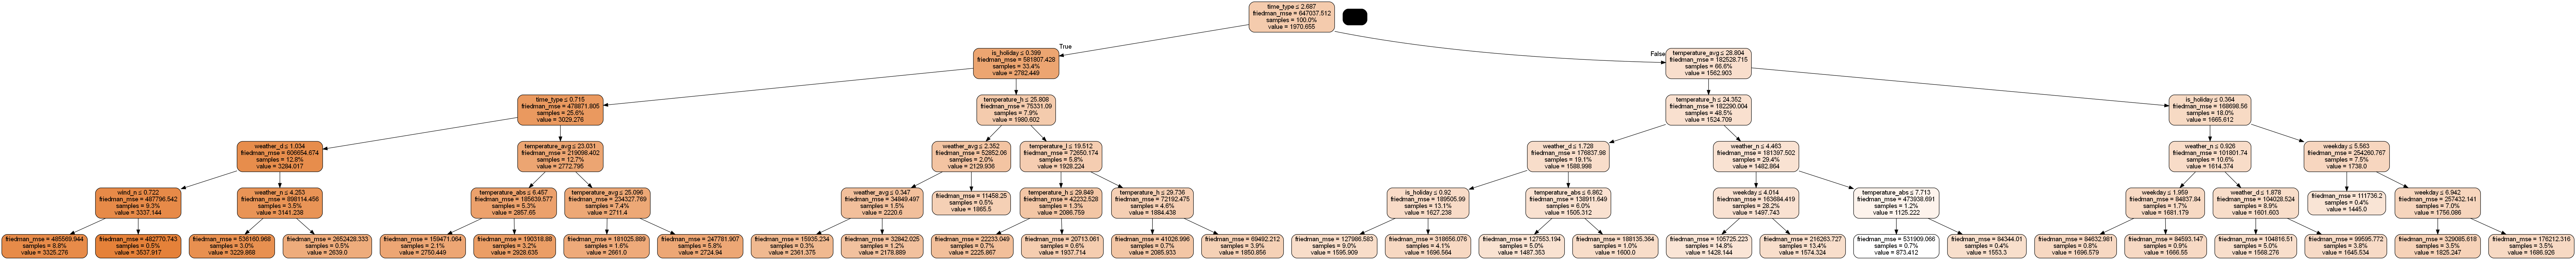 time_type ≤ 2.687
friedman_mse = 647037.512
samples = 100.0%
value = 1970.655
True
False
is_holiday ≤ 0.399
friedman_mse = 581807.428
samples = 33.4%
value = 2782.449
temperature_avg ≤ 28.804
friedman_mse = 182528.715
samples = 66.6%
value = 1562.903
time_type ≤ 0.715
friedman_mse = 478871.805
samples = 25.6%
value = 3029.276
temperature_h ≤ 25.808
friedman_mse = 75331.09
samples = 7.9%
value = 1980.602
temperature_h ≤ 24.352
friedman_mse = 182290.004
samples = 48.5%
value = 1524.709
is_holiday ≤ 0.364
friedman_mse = 168698.56
samples = 18.0%
value = 1665.612
weather_d ≤ 1.034
friedman_mse = 606654.674
samples = 12.8%
value = 3284.017
temperature_avg ≤ 23.031
friedman_mse = 219098.402
samples = 12.7%
value = 2772.795
weather_avg ≤ 2.352
friedman_mse = 52852.06
samples = 2.0%
value = 2129.936
temperature_l ≤ 19.512
friedman_mse = 72650.174
samples = 5.8%
value = 1928.224
weather_d ≤ 1.728
friedman_mse = 176837.98
samples = 19.1%
value = 1588.998
weather_n ≤ 4.463
friedman_mse = 181397.502
samples = 29.4%
value = 1482.864
weather_n ≤ 0.926
friedman_mse = 101801.74
samples = 10.6%
value = 1614.374
weekday ≤ 5.563
friedman_mse = 254260.767
samples = 7.5%
value = 1738.0
wind_n ≤ 0.722
friedman_mse = 487796.542
samples = 9.3%
value = 3337.144
weather_n ≤ 4.253
friedman_mse = 898114.456
samples = 3.5%
value = 3141.238
temperature_abs ≤ 6.457
friedman_mse = 185639.577
samples = 5.3%
value = 2857.65
temperature_avg ≤ 25.096
friedman_mse = 234327.769
samples = 7.4%
value = 2711.4
weather_avg ≤ 0.347
friedman_mse = 34849.497
samples = 1.5%
value = 2220.6
friedman_mse = 11458.25
samples = 0.5%
value = 1865.5
temperature_h ≤ 29.849
friedman_mse = 42232.528
samples = 1.3%
value = 2086.759
temperature_h ≤ 29.736
friedman_mse = 72192.475
samples = 4.6%
value = 1884.438
is_holiday ≤ 0.92
friedman_mse = 189505.99
samples = 13.1%
value = 1627.238
temperature_abs ≤ 6.862
friedman_mse = 138911.649
samples = 6.0%
value = 1505.312
weekday ≤ 4.014
friedman_mse = 163684.419
samples = 28.2%
value = 1497.743
temperature_abs ≤ 7.713
friedman_mse = 473938.691
samples = 1.2%
value = 1125.222
weekday ≤ 1.959
friedman_mse = 84837.84
samples = 1.7%
value = 1681.179
weather_d ≤ 1.878
friedman_mse = 104028.524
samples = 8.9%
value = 1601.603
friedman_mse = 111736.2
samples = 0.4%
value = 1445.0
weekday ≤ 6.942
friedman_mse = 257432.141
samples = 7.0%
value = 1756.086
friedman_mse = 485569.944
samples = 8.8%
value = 3325.276
friedman_mse = 482770.743
samples = 0.5%
value = 3537.917
friedman_mse = 536160.968
samples = 3.0%
value = 3229.868
friedman_mse = 2652428.333
samples = 0.5%
value = 2639.0
friedman_mse = 159471.064
samples = 2.1%
value = 2750.449
friedman_mse = 190318.88
samples = 3.2%
value = 2928.635
friedman_mse = 181025.889
samples = 1.6%
value = 2661.0
friedman_mse = 247781.907
samples = 5.8%
value = 2724.94
friedman_mse = 15935.234
samples = 0.3%
value = 2361.375
friedman_mse = 32842.025
samples = 1.2%
value = 2178.889
friedman_mse = 22233.049
samples = 0.7%
value = 2225.867
friedman_mse = 20713.061
samples = 0.6%
value = 1937.714
friedman_mse = 41026.996
samples = 0.7%
value = 2085.933
friedman_mse = 69492.212
samples = 3.9%
value = 1850.856
friedman_mse = 127986.583
samples = 9.0%
value = 1595.909
friedman_mse = 318656.076
samples = 4.1%
value = 1696.564
friedman_mse = 127553.194
samples = 5.0%
value = 1487.353
friedman_mse = 188135.364
samples = 1.0%
value = 1600.0
friedman_mse = 105725.223
samples = 14.8%
value = 1428.144
friedman_mse = 216263.727
samples = 13.4%
value = 1574.324
friedman_mse = 531909.066
samples = 0.7%
value = 873.412
friedman_mse = 84344.01
samples = 0.4%
value = 1553.3
friedman_mse = 84632.981
samples = 0.8%
value = 1696.579
friedman_mse = 84593.147
samples = 0.9%
value = 1666.55
friedman_mse = 104816.51
samples = 5.0%
value = 1568.276
friedman_mse = 99595.772
samples = 3.8%
value = 1645.534
friedman_mse = 329085.618
samples = 3.5%
value = 1825.247
friedman_mse = 176212.316
samples = 3.5%
value = 1686.926